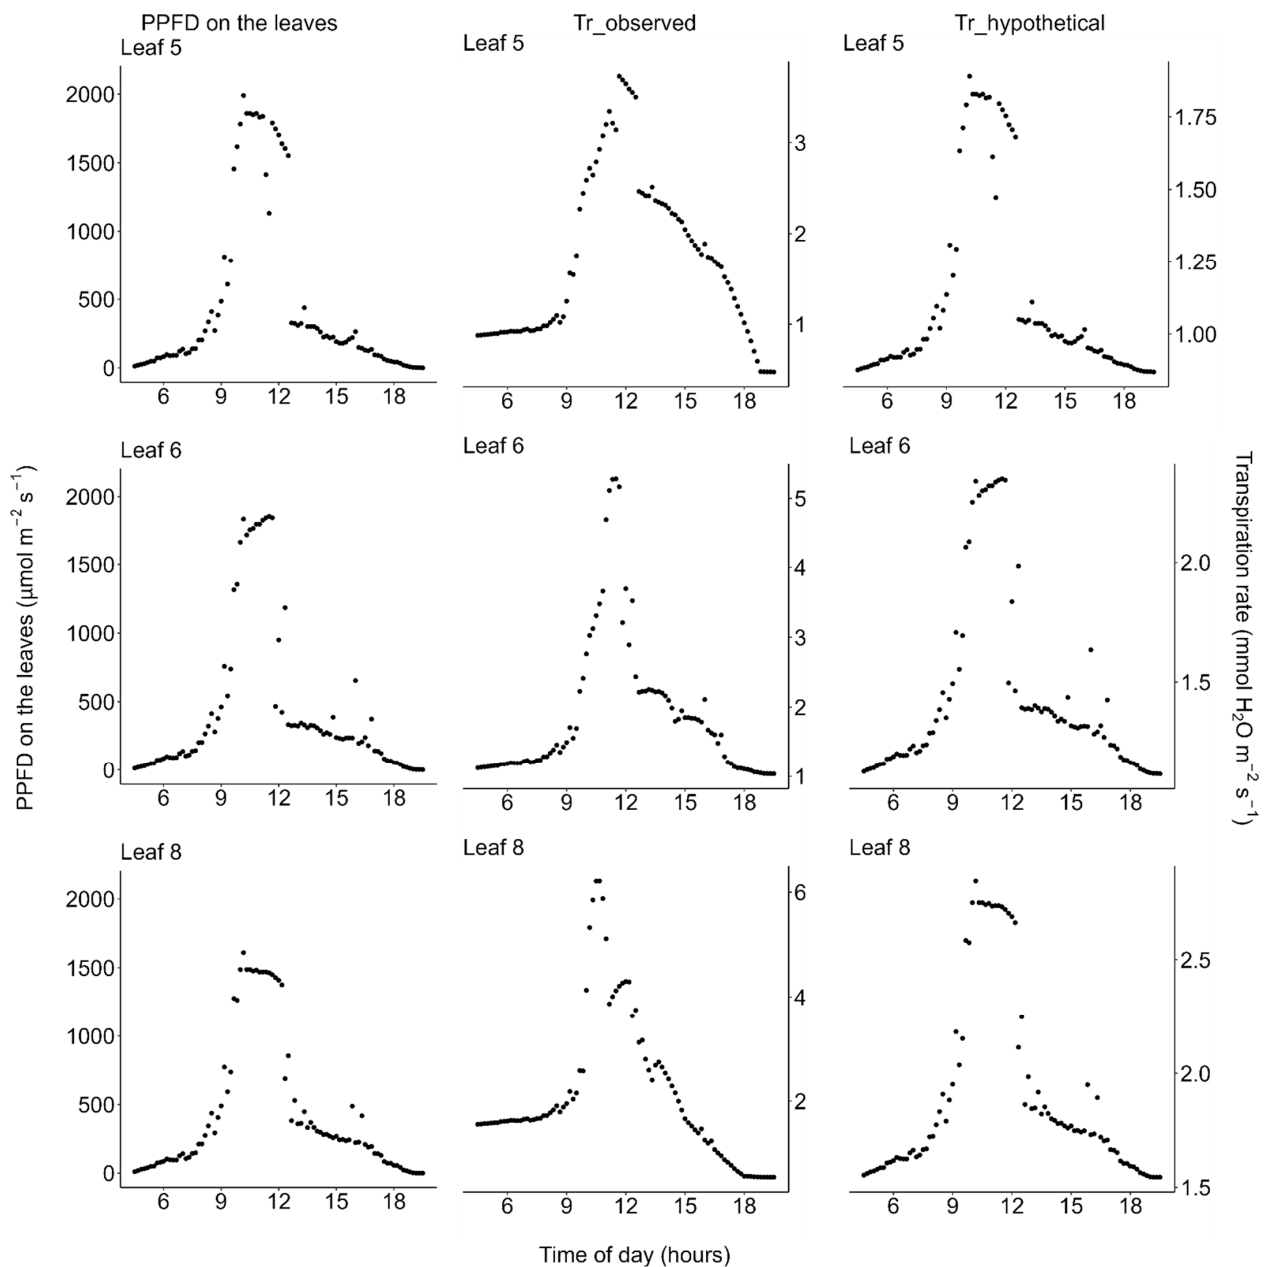 PPFD on the leaves Tr_observed Tr_hypothetical
Leaf 5 Leaf 5 Leaf 5
2000
1500
1000
500
0
6 9 12 15 18
3
2
1
6 9 12 15 18
1.75
1.50
1.25
1.00
6 9 12 15 18
Leaf 6 Leaf 6 Leaf 6
2000
1500
1000
500
0
6 9 12 15 18
5
4
3
2
1
6 9 12 15 18
2.0
1.5
6 9 12 15 18
Leaf 8 Leaf 8 Leaf 8
2000
1500
1000
500
0
6 9 12 15 18
6
4
2
6 9 12 15 18
2.5
2.0
1.5
6 9 12 15 18
PPFD on the leaves (µmol m⁻² s⁻¹)
Transpiration rate (mmol H₂O m⁻² s⁻¹)
Time of day (hours)